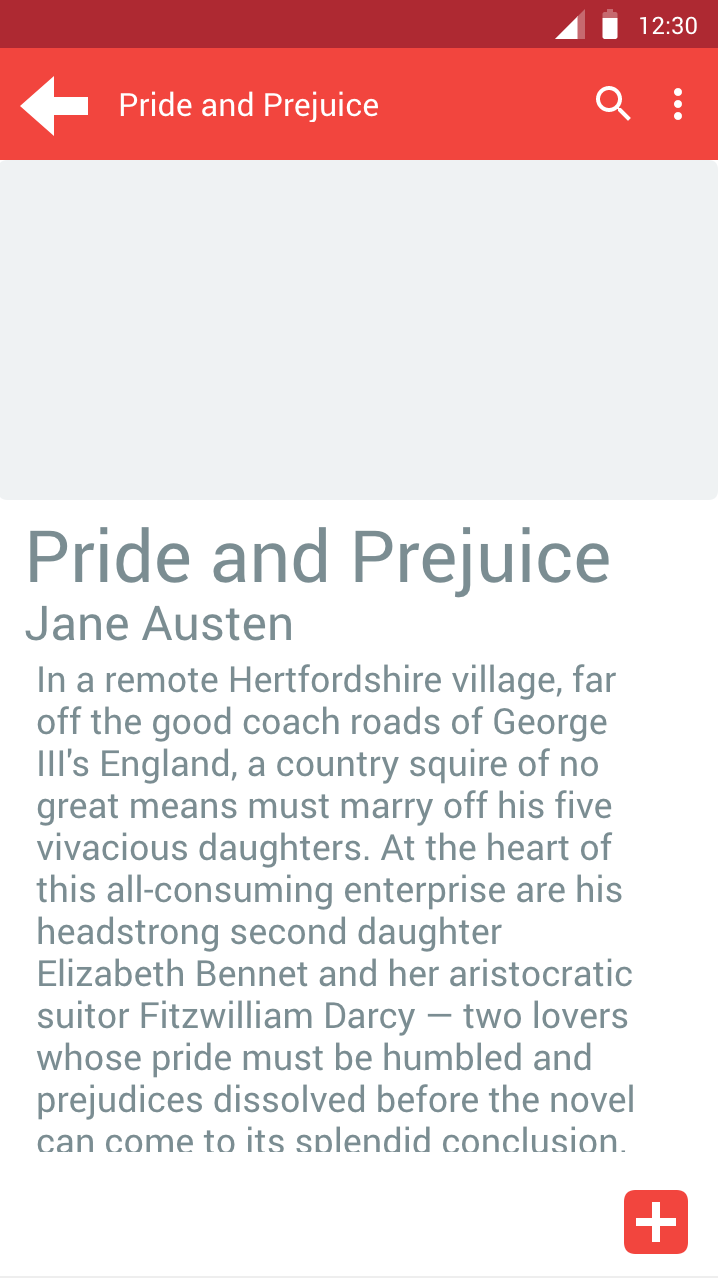 12:30
Pride and Prejuice
Pride and Prejuice
Jane Austen
In a remote Hertfordshire village, far
off the good coach roads of George
III's England, a country squire of no
great means must marry off his five
vivacious daughters. At the heart of
this all-consuming enterprise are his
headstrong second daughter
Elizabeth Bennet and her aristocratic
suitor Fitzwilliam Darcy — two lovers
whose pride must be humbled and
prejudices dissolved before the novel
can come to its splendid conclusion.